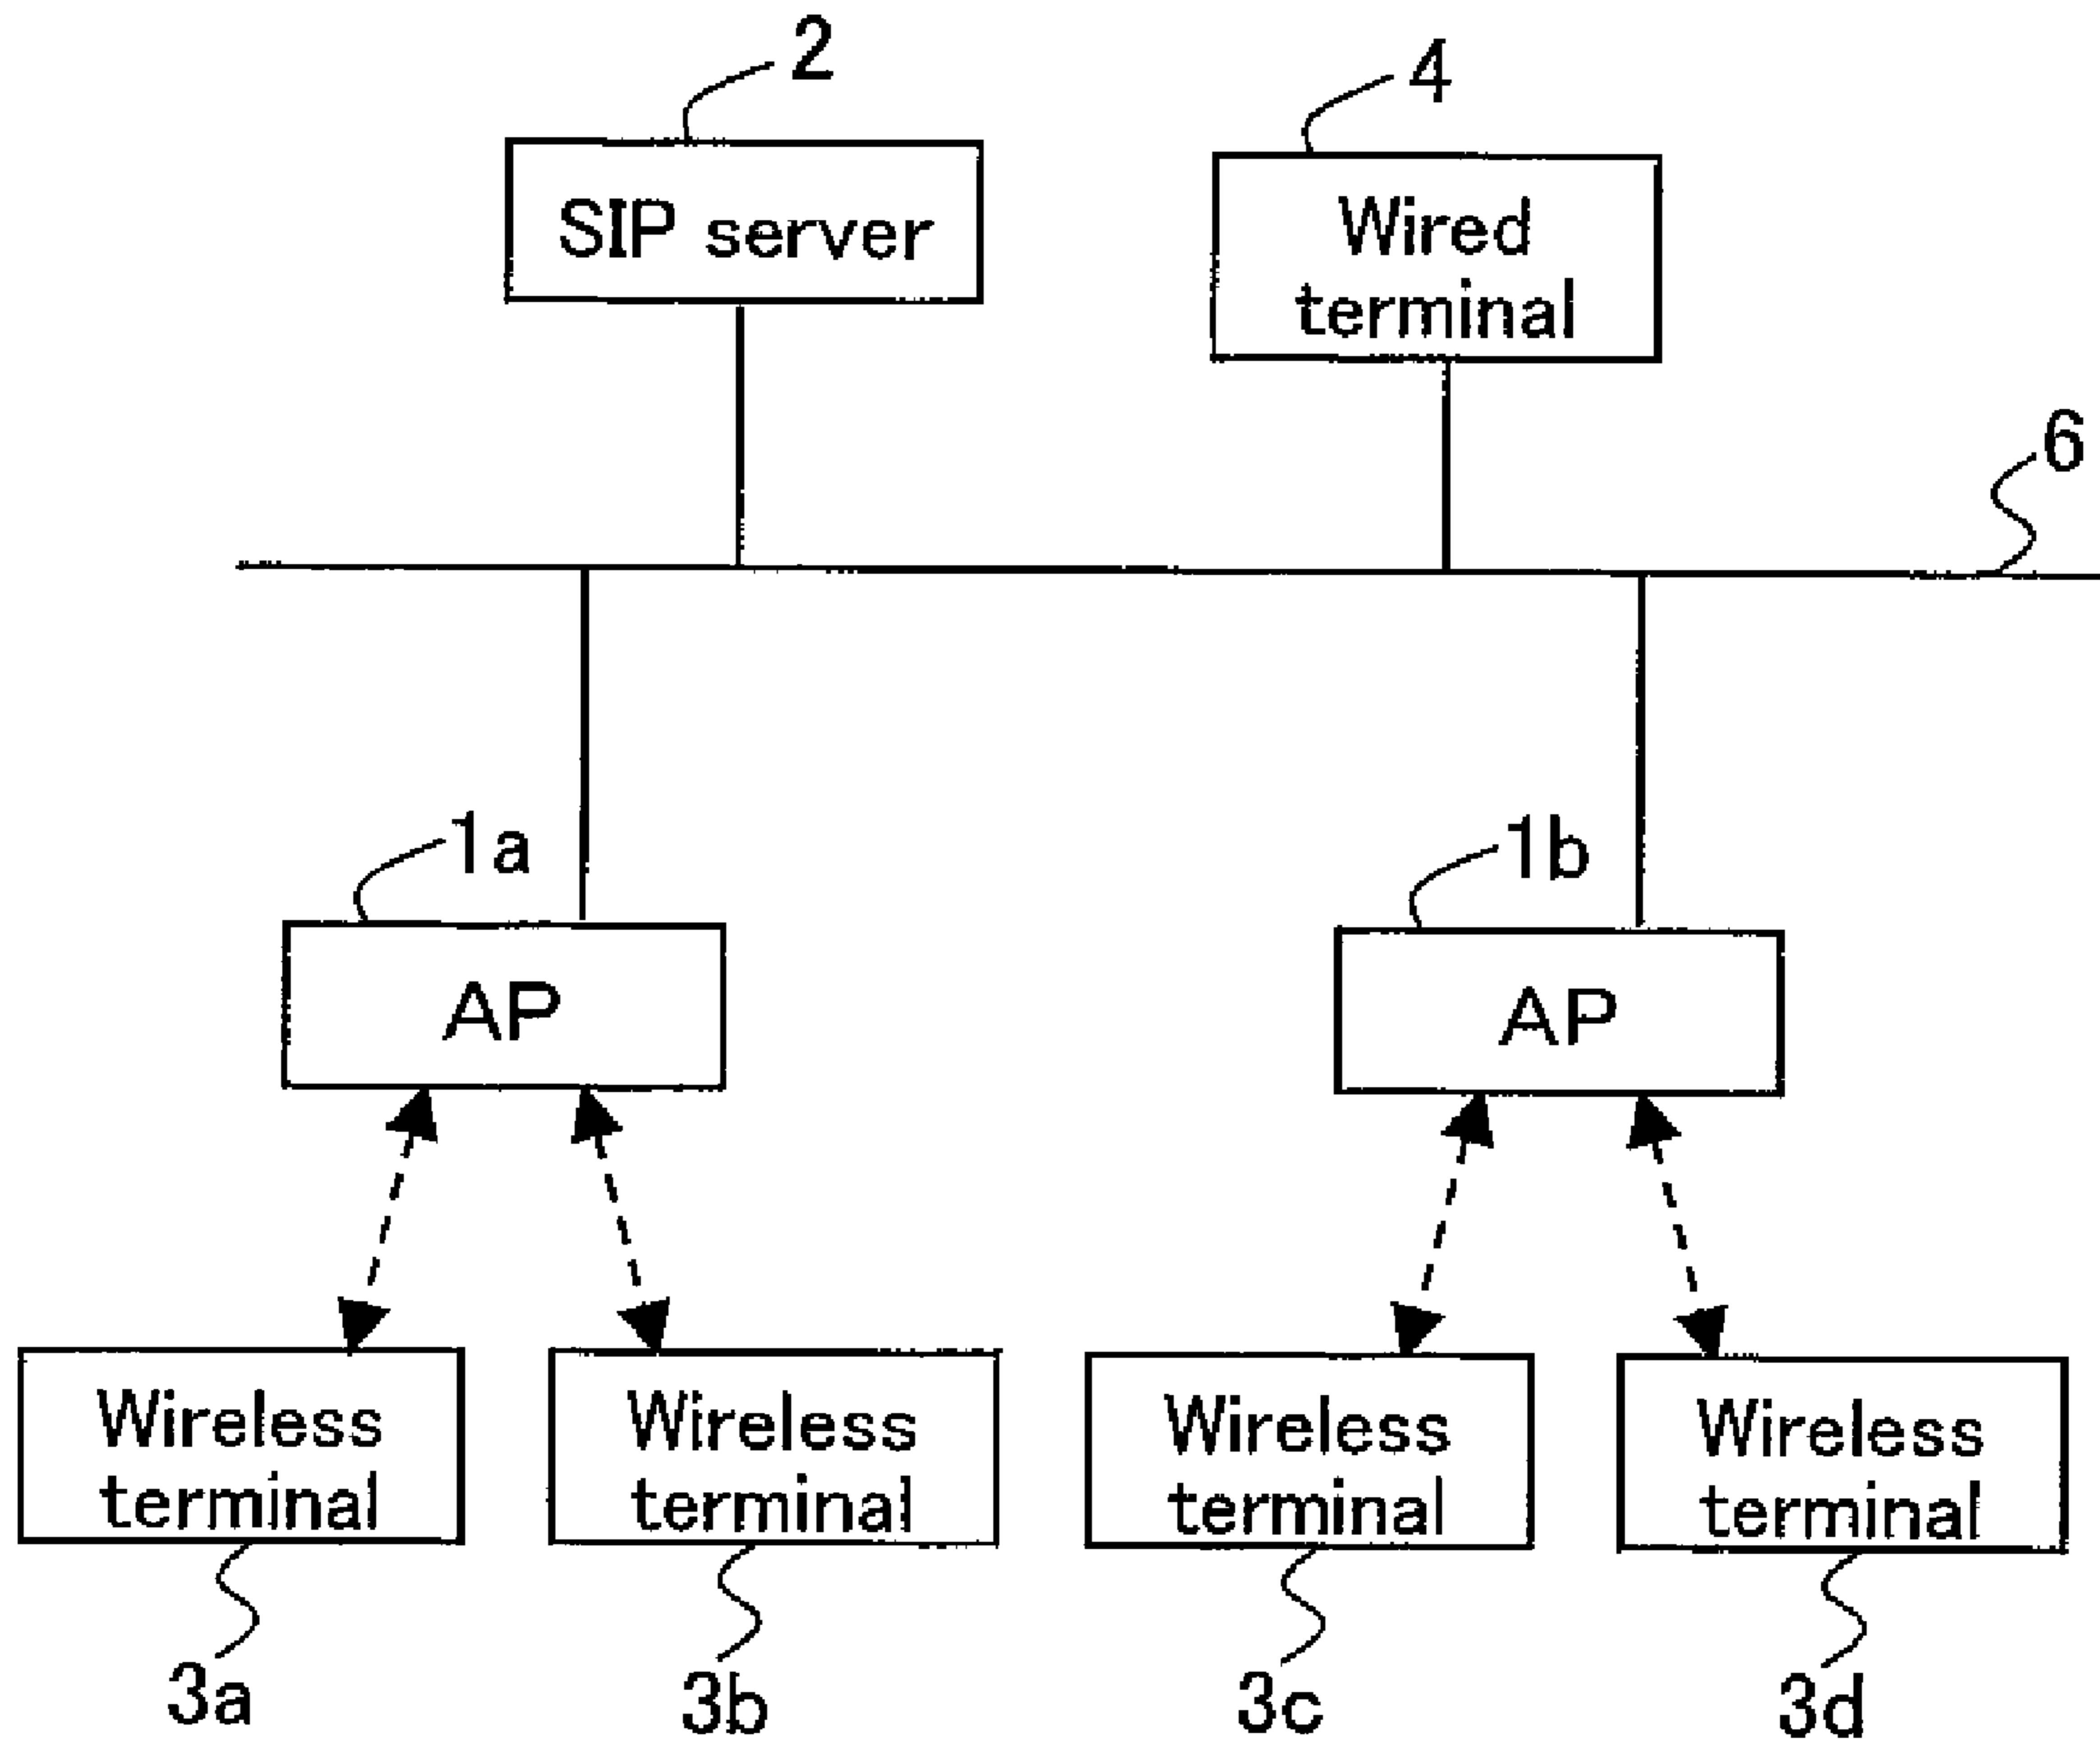 2
4
SIP server
Wired
terminal
6
1a
1b
AP
AP
Wireless
terminal
Wireless
terminal
Wireless
terminal
Wireless
terminal
3a
3b
3c
3d